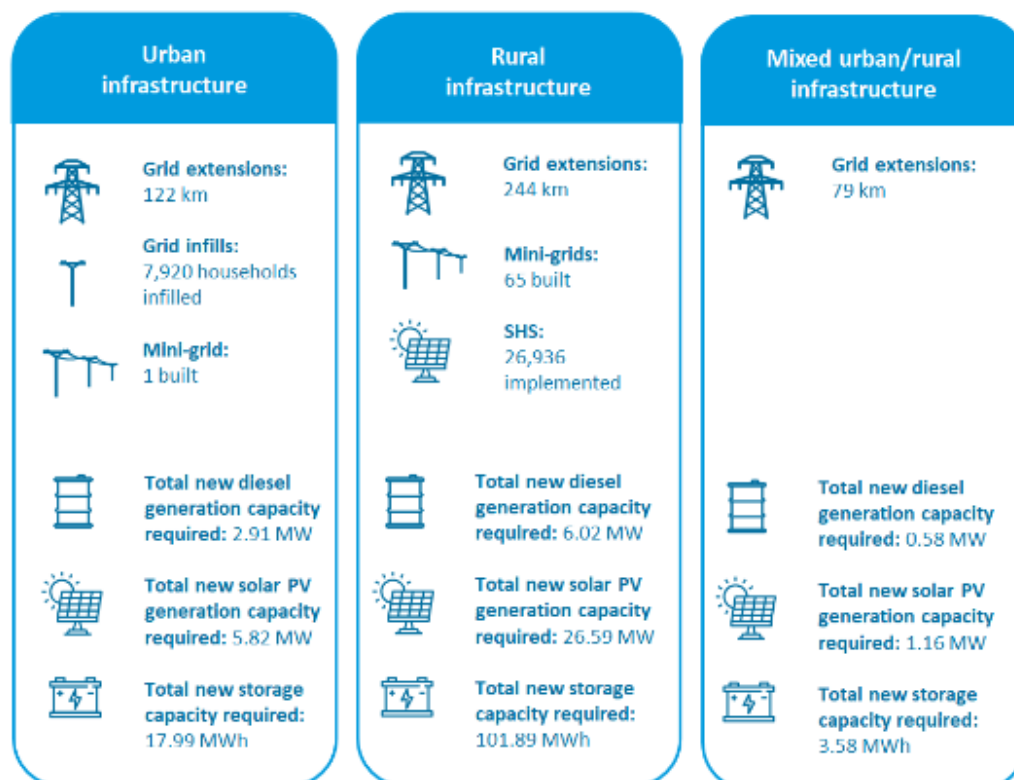 Urban
infrastructure
Grid extensions:
122 km
Grid infills:
7,920 households
infilled
Mini-grid:
1 built
Total new diesel
generation capacity
required: 2.91 MW
Total new solar PV
generation capacity
required: 5.82 MW
Total new storage
capacity required:
17.99 MWh
Rural
infrastructure
Grid extensions:
244 km
Mini-grids:
65 built
SHS:
26,936
implemented
Total new diesel
generation capacity
required: 6.02 MW
Total new solar PV
generation capacity
required: 26.59 MW
Total new storage
capacity required:
101.89 MWh
Mixed urban/rural
infrastructure
Grid extensions:
79 km
Total new diesel
generation capacity
required: 0.58 MW
Total new solar PV
generation capacity
required: 1.16 MW
Total new storage
capacity required:
3.58 MWh